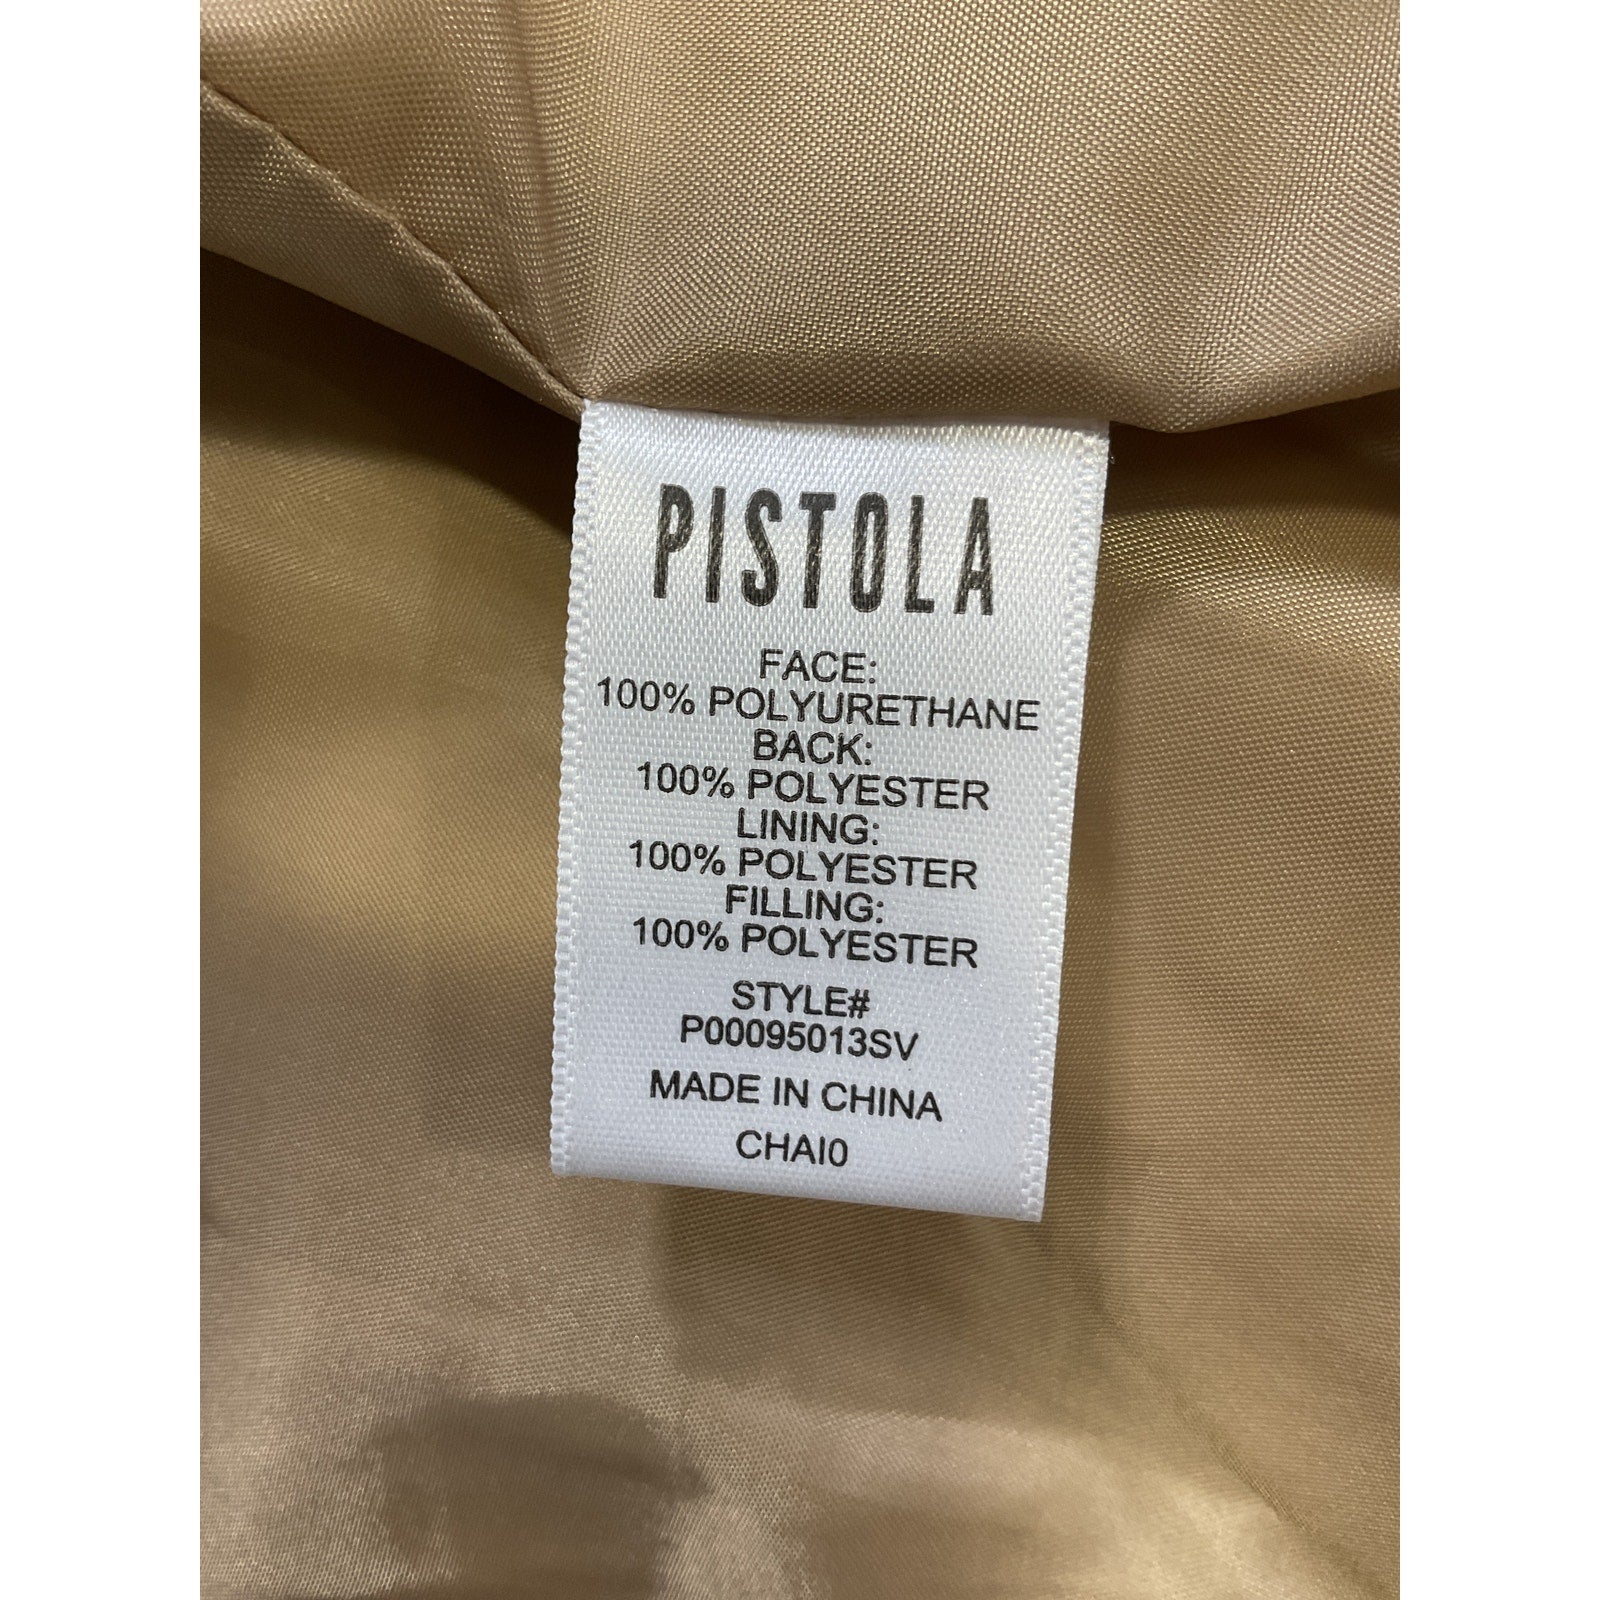 PISTOLA
FACE:
100% POLYURETHANE
BACK:
100% POLYESTER
LINING:
100% POLYESTER
FILLING:
100% POLYESTER
STYLE#
P00095013SV
MADE IN CHINA
CHAI0